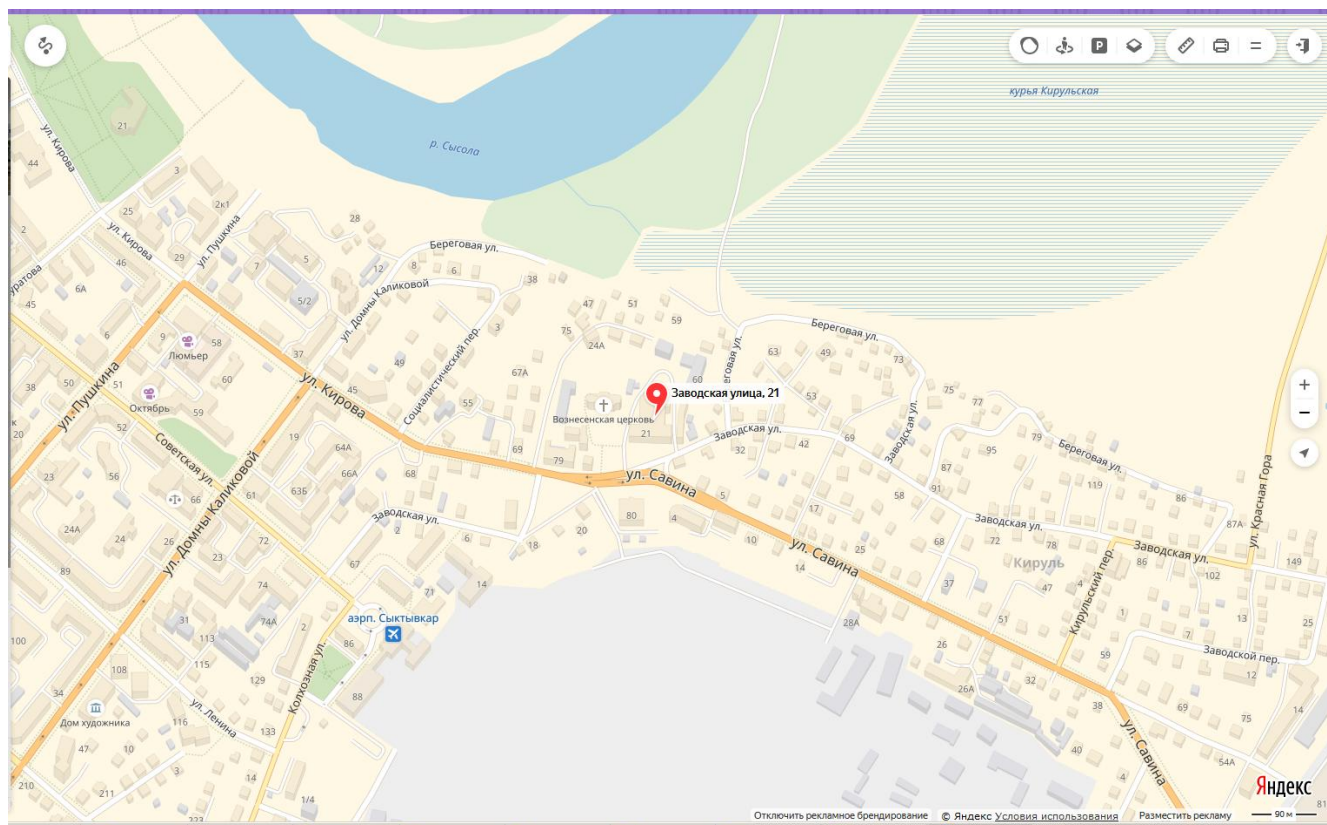 курья Кирульская
р. Сысола
21
ул. Кирова
44
3
25
2к1
28
2
ул. Кирова
ул. Пушкина
Береговая ул.
46
29
7
5
12
8
6
38
6А
5/2
ул. Домны Каликовой
47
51
45
59
Береговая ул.
6
9
58
75
3
Люмьер
24А
37
49
63
49
73
Социалистический пер.
38
50
51
60
45
67А
60
75
77
ул. Пушкина
ул. Кирова
Заводская улица, 21
53
Октябрь
59
55
Вознесенская церковь
20
52
19
64А
21
Заводская ул.
69
Заводская ул.
79
Береговая ул.
Советская ул.
69
79
32
42
95
87
23
56
66А
68
ул. Савина
119
66
61
63Б
91
58
86
87А
ул. Красная Гора
24А
24
26
23
72
Заводская ул.
2
6
18
20
80
4
5
17
Заводская ул.
ул. Домны Каликовой
10
ул. Савина
25
68
72
78
Заводская ул.
86
149
89
67
Кируль
102
74
71
14
14
37
47
4
Кирульский пер.
31
74А
аэрп. Сыктывкар
28А
51
1
13
25
100
113
2
86
26
7
Заводской пер.
115
108
129
Колхозная ул.
88
59
12
34
26А
32
Дом художника
116
ул. Ленина
133
38
69
75
14
47
10
ул. Савина
40
54А
3
14
4
210
211
1/4
323
Яндекс
81
Отключить рекламное брендирование
© Яндекс Условия использования
Разместить рекламу
90 м